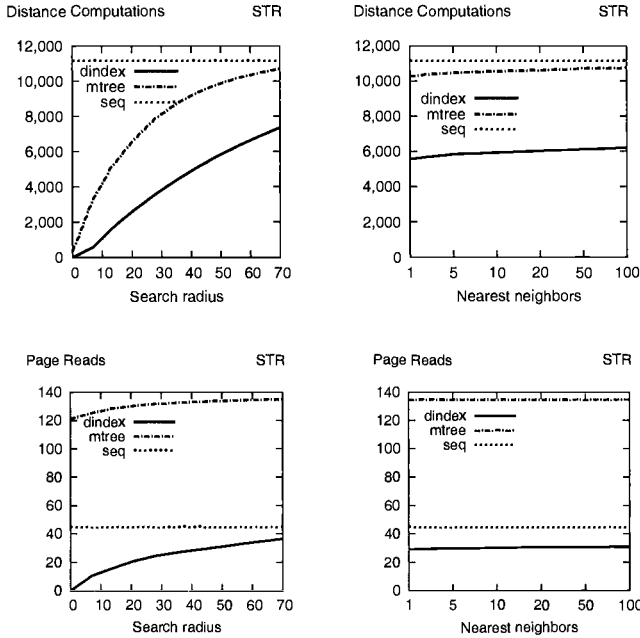 Distance Computations STR
12,000
10,000
8,000
6,000
4,000
2,000
0
dindex
mtree
seq
0 10 20 30 40 50 60 70
Search radius
Distance Computations STR
12,000
10,000
8,000
6,000
4,000
2,000
0
dindex
mtree
seq
1 5 10 20 50 100
Nearest neighbors
Page Reads STR
140
120
100
80
60
40
20
0
dindex
mtree
seq
0 10 20 30 40 50 60 70
Search radius
Page Reads STR
140
120
100
80
60
40
20
0
dindex
mtree
seq
1 5 10 20 50 100
Nearest neighbors